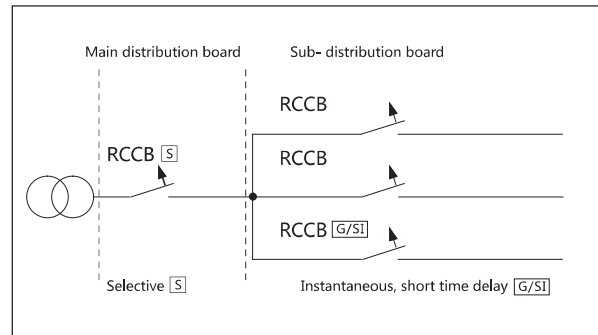 Main distribution board
Sub- distribution board
RCCB
RCCB S
RCCB
RCCB G/SI
Selective S
Instantaneous, short time delay G/SI